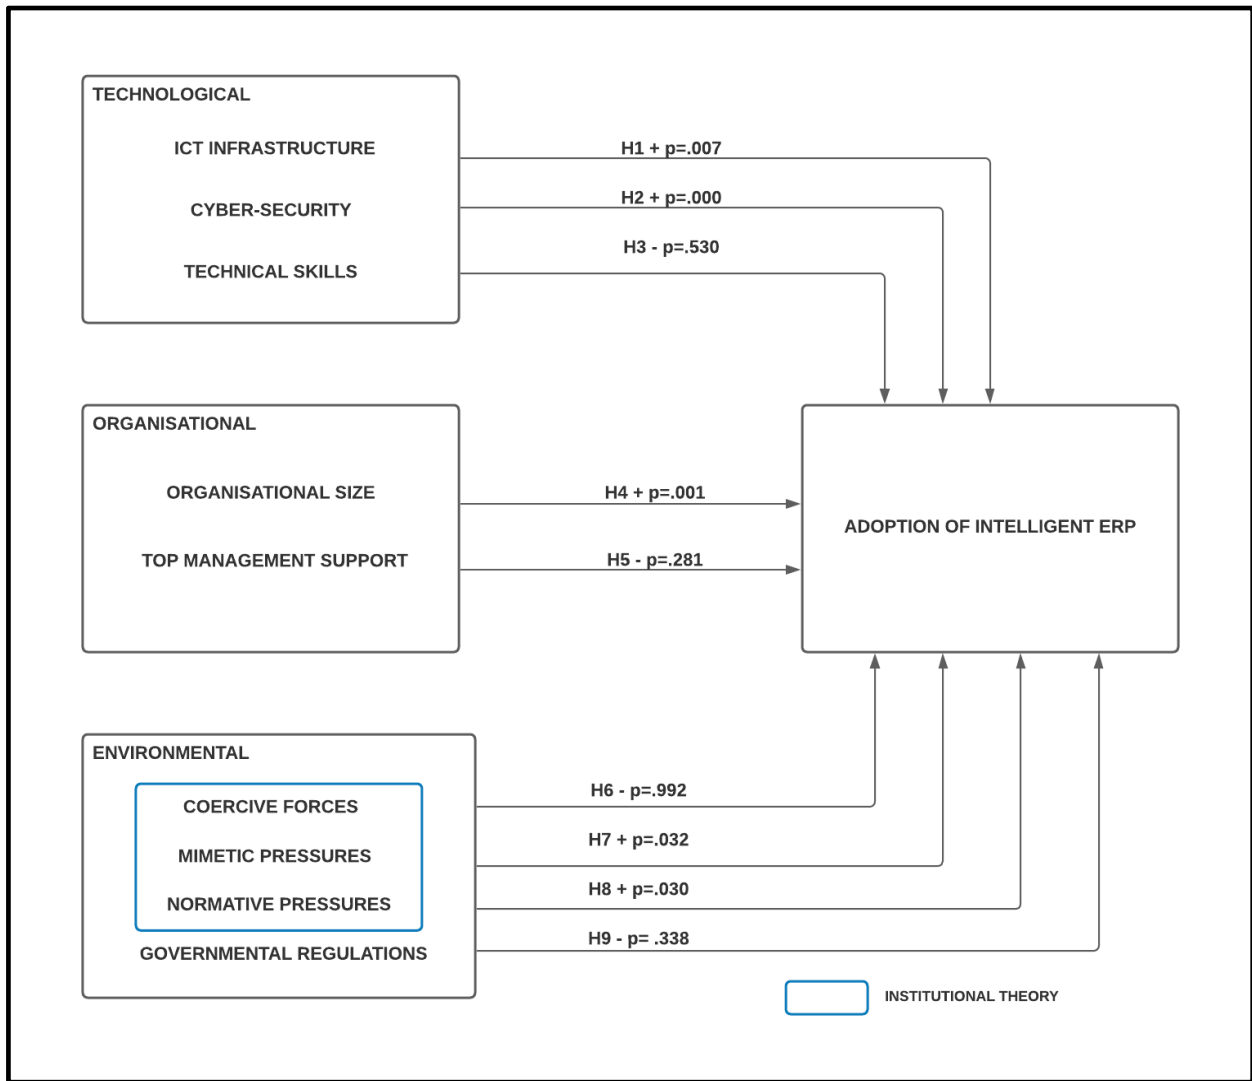 TECHNOLOGICAL
ICT INFRASTRUCTURE
CYBER-SECURITY
TECHNICAL SKILLS
H1 + p=.007
H2 + p=.000
H3 - p=.530
ORGANISATIONAL
ORGANISATIONAL SIZE
TOP MANAGEMENT SUPPORT
H4 + p=.001
H5 - p=.281
ADOPTION OF INTELLIGENT ERP
ENVIRONMENTAL
COERCIVE FORCES
MIMETIC PRESSURES
NORMATIVE PRESSURES
GOVERNMENTAL REGULATIONS
H6 - p=.992
H7 + p=.032
H8 + p=.030
H9 - p= .338
INSTITUTIONAL THEORY